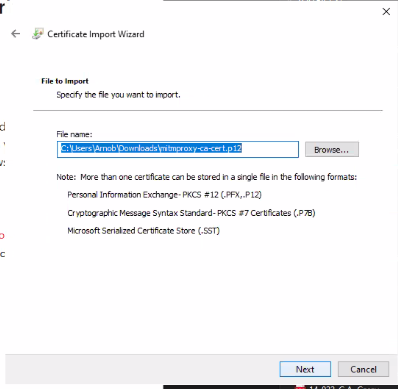 Certificate Import Wizard
File to Import
Specify the file you want to import.
File name:
C:\Users\Arnob\Downloads\mitmproxy-ca-cert.p12
Browse...
Note: More than one certificate can be stored in a single file in the following formats:
Personal Information Exchange- PKCS #12 (.PFX,.P12)
Cryptographic Message Syntax Standard- PKCS #7 Certificates (.P7B)
Microsoft Serialized Certificate Store (.SST)
Next
Cancel